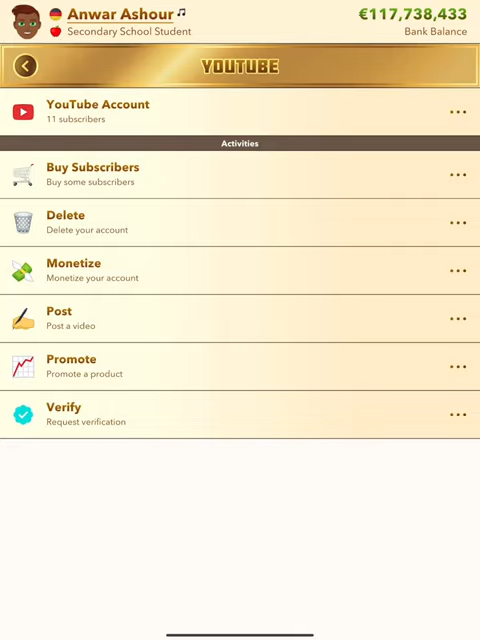 Anwar Ashour
€117,738,433
Secondary School Student
Bank Balance
YOUTUBE
YouTube Account
11 subscribers
Activities
Buy Subscribers
Buy some subscribers
Delete
Delete your account
Monetize
Monetize your account
Post
Post a video
Promote
Promote a product
Verify
Request verification